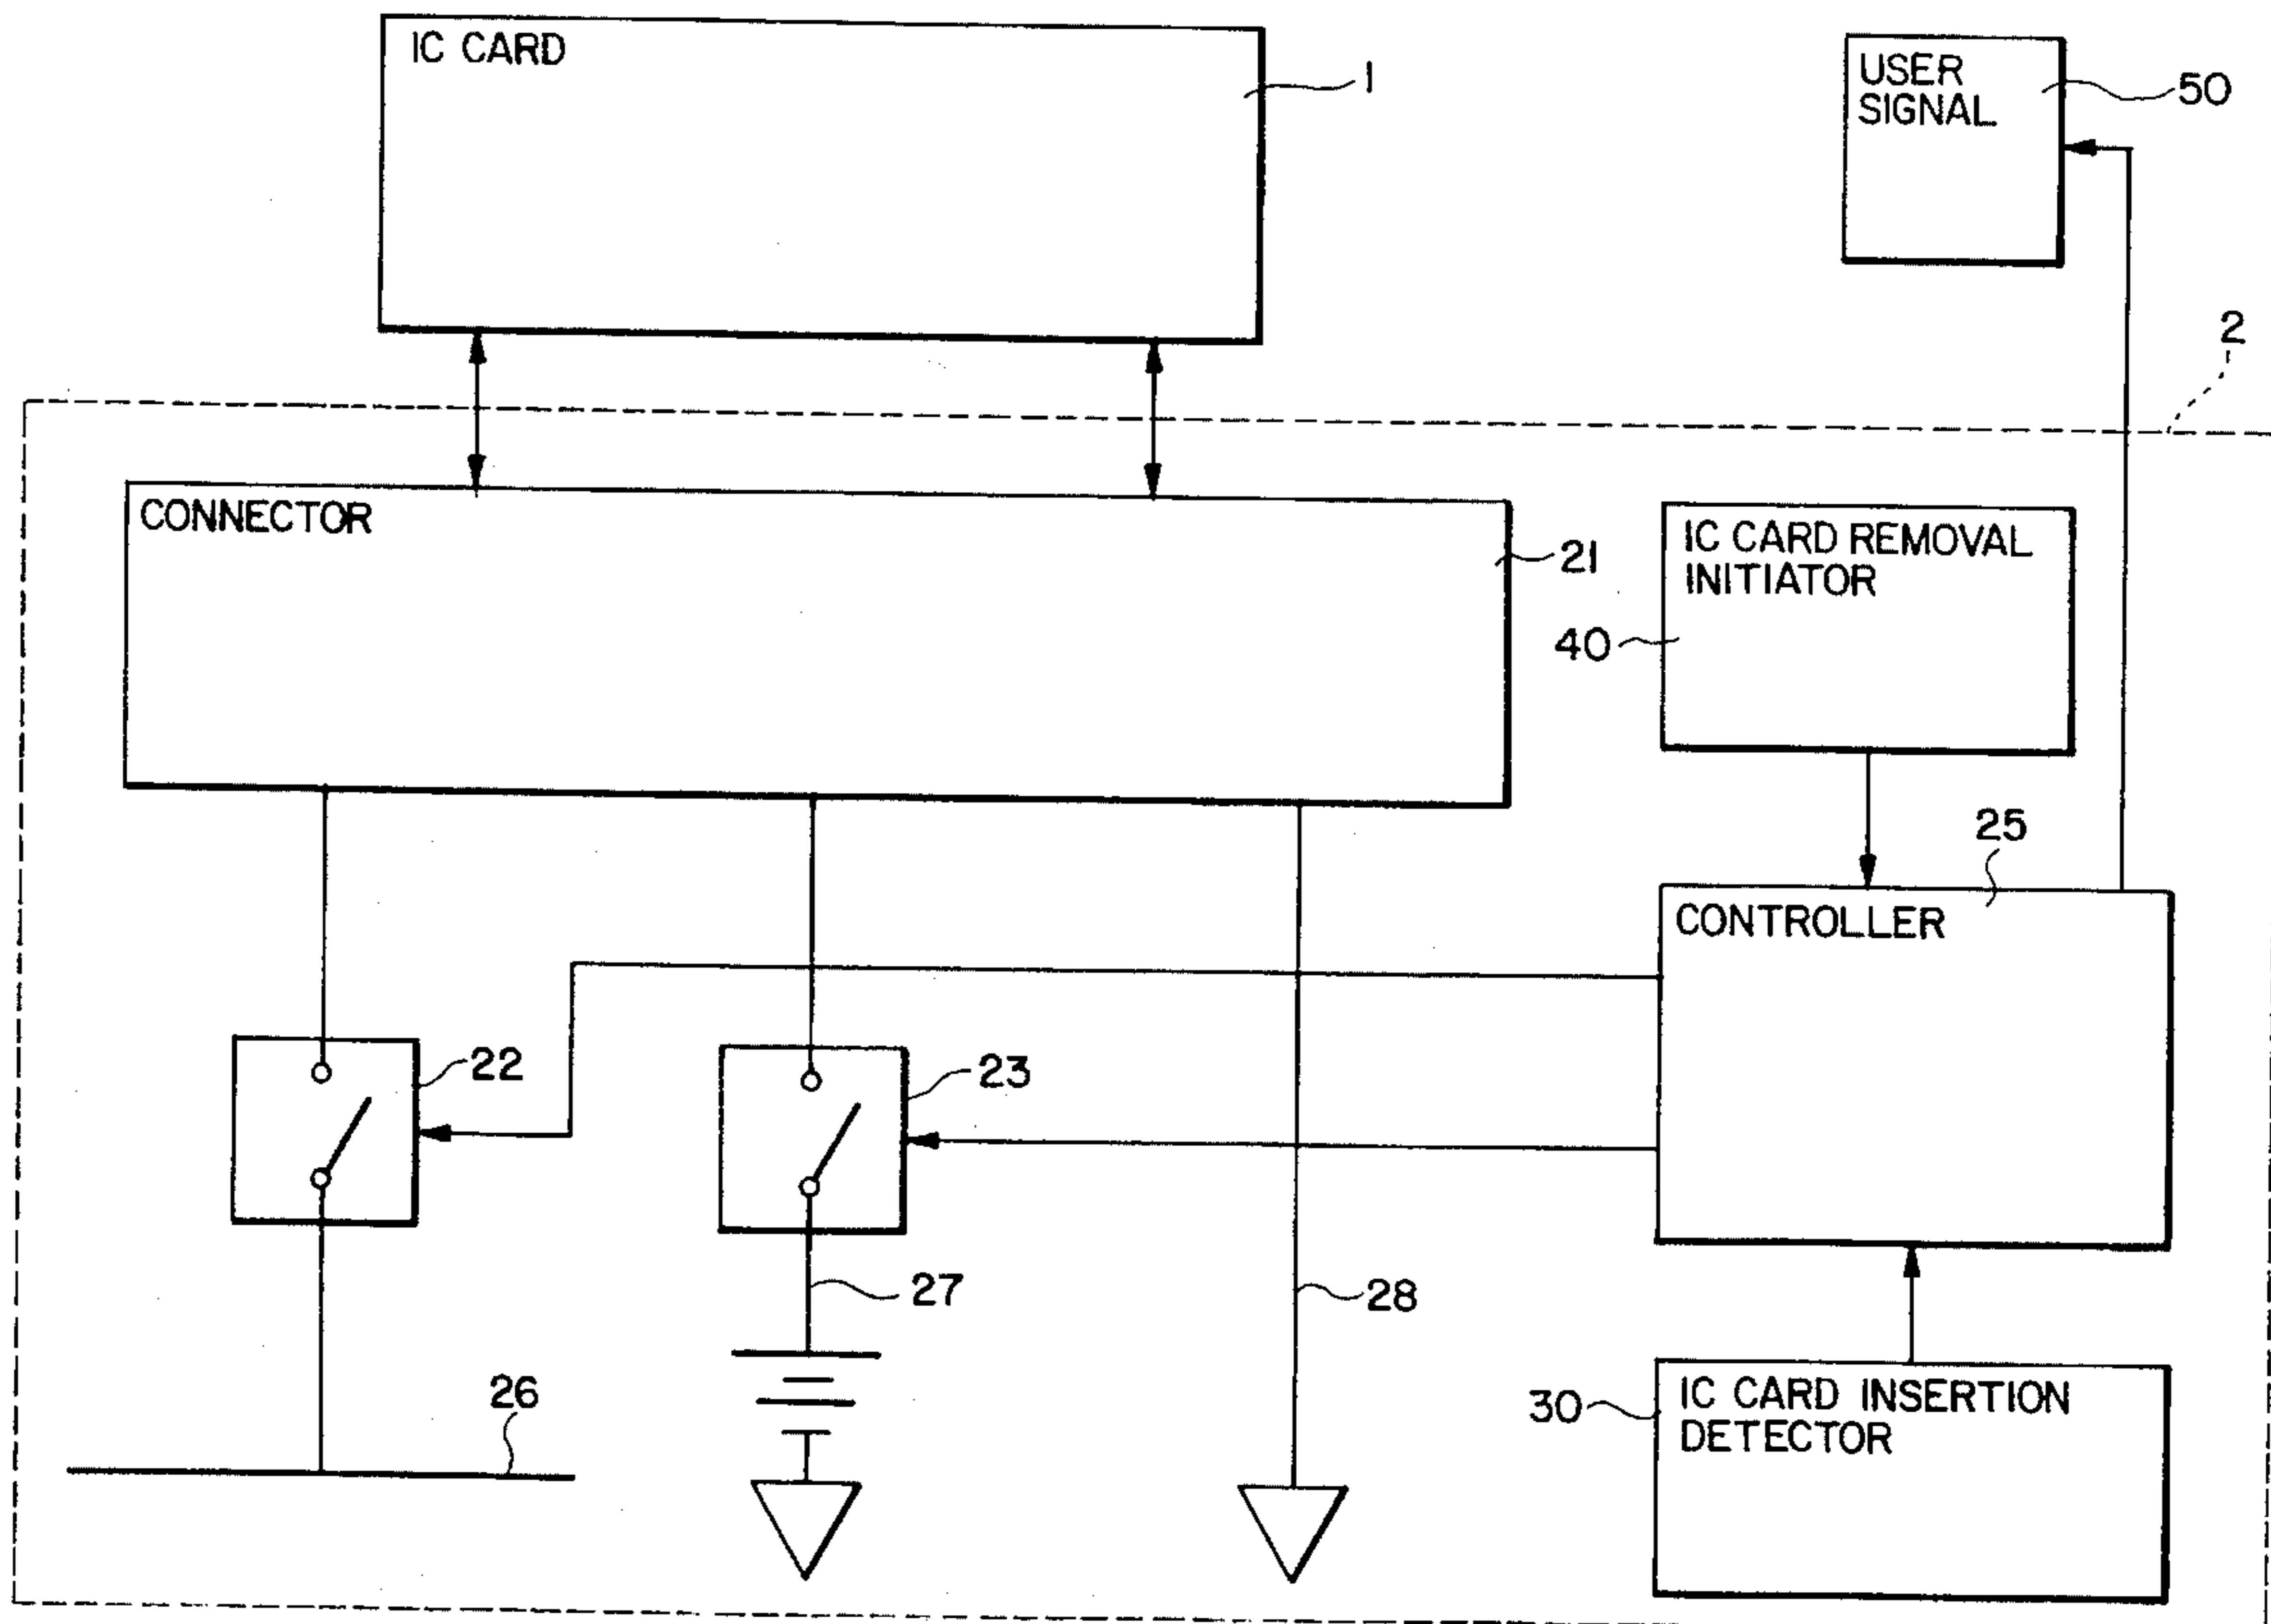 IC CARD
1
USER
SIGNAL
50
2
CONNECTOR
21
IC CARD REMOVAL
INITIATOR
40
25
CONTROLLER
22
23
27
28
26
30
IC CARD INSERTION
DETECTOR